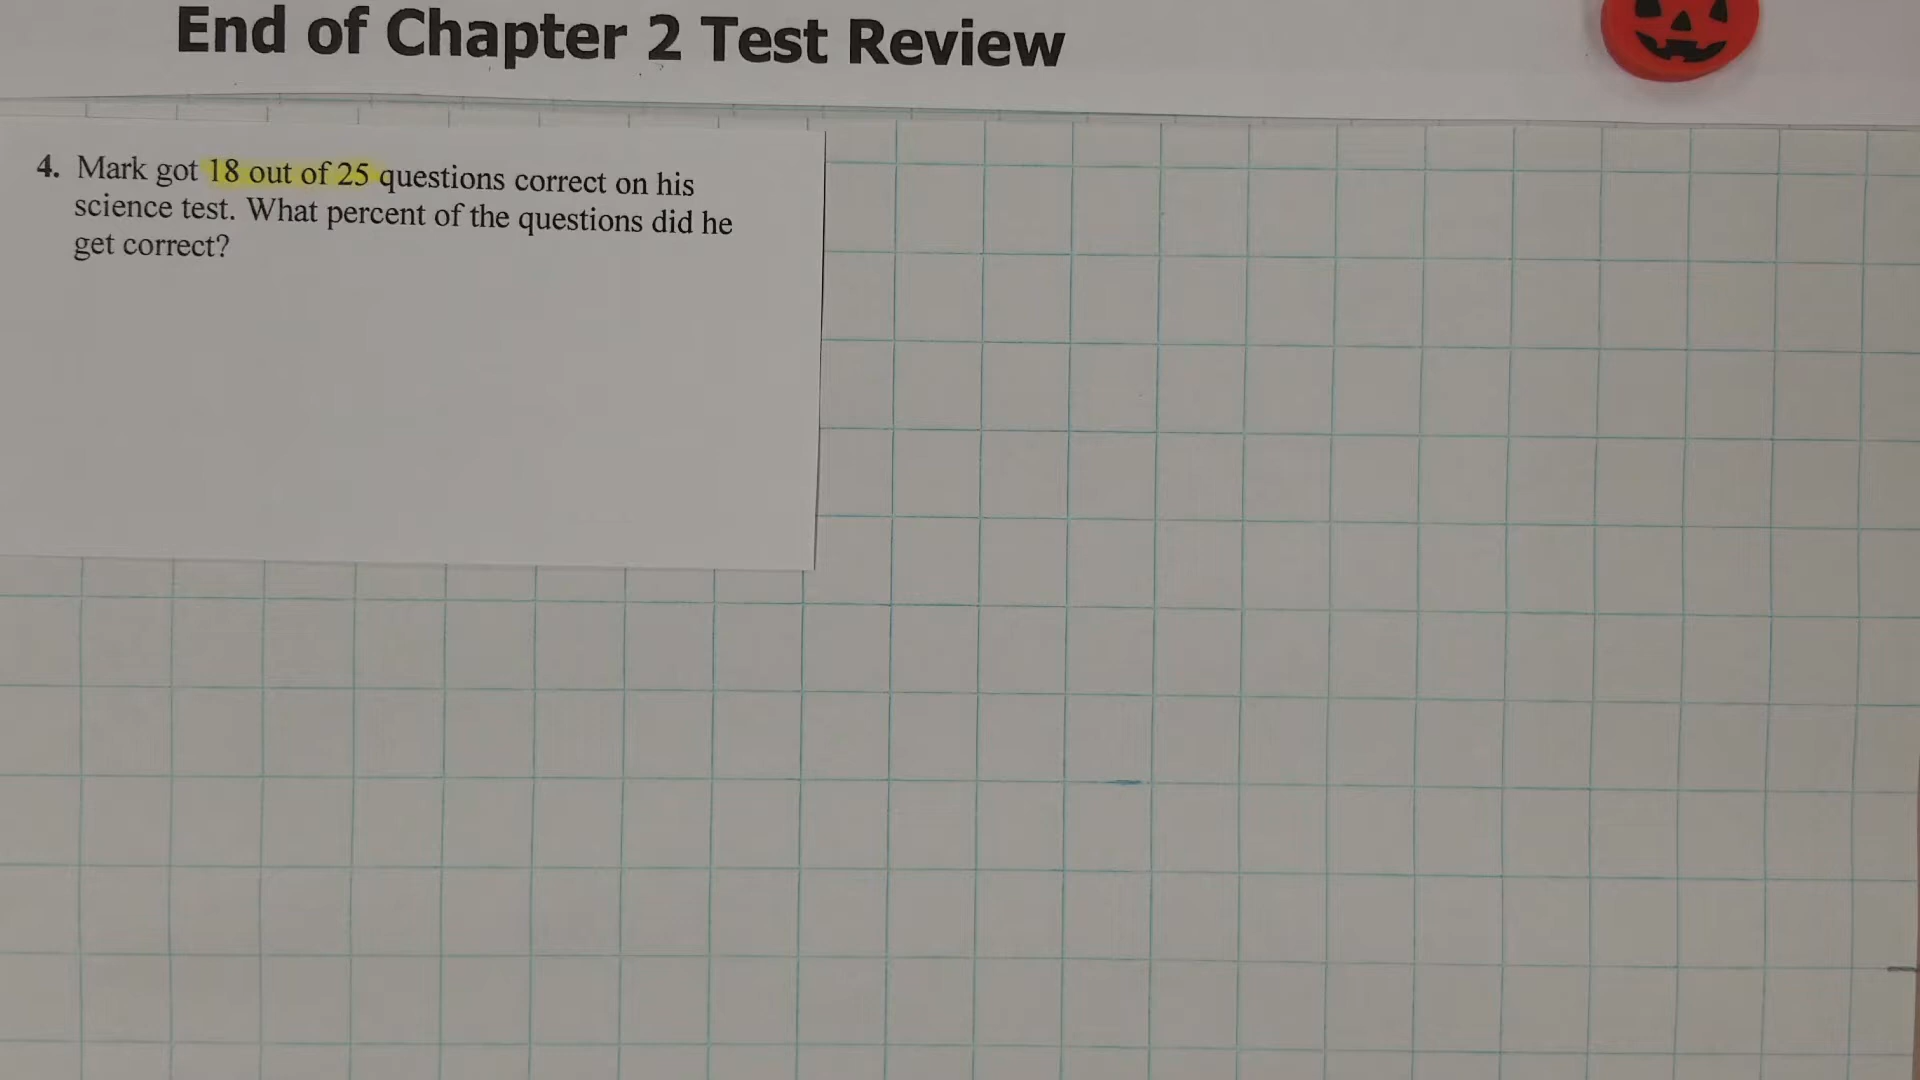 End of Chapter 2 Test Review
4. Mark got 18 out of 25 questions correct on his
science test. What percent of the questions did he
get correct?